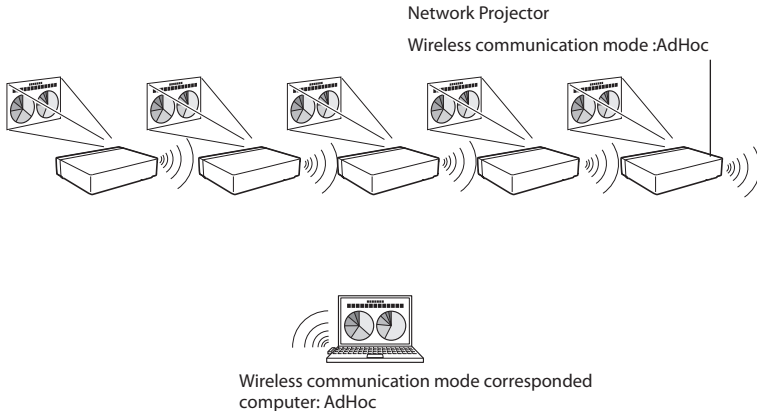 Network Projector
Wireless communication mode :AdHoc
Wireless communication mode corresponded
computer: AdHoc